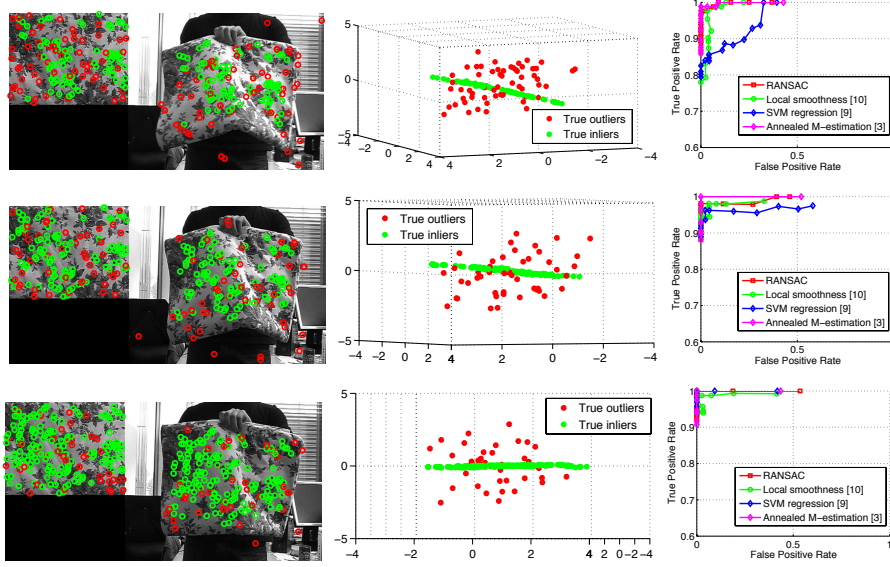 5
0
−5
−2
0
2
4
4
2
0
−2
−4
True outliers
True inliers
True Positive Rate
1
0.9
0.8
0.7
0.6
0.5
1
False Positive Rate
RANSAC
Local smoothness [10]
SVM regression [9]
Annealed M−estimation [3]
5
0
−5
−2
0
2
4
4
2
0
−2
−4
True outliers
True inliers
True Positive Rate
1
0.9
0.8
0.7
0.6
0
0.5
1
False Positive Rate
RANSAC
Local smoothness [10]
SVM regression [9]
Annealed M−estimation [3]
5
0
−5
−4
−2
0
2
4
4
2
0
−2
−4
True outliers
True inliers
True Positive Rate
1
0.9
0.8
0.7
0.6
0
0.5
1
False Positive Rate
RANSAC
Local smoothness [10]
SVM regression [9]
Annealed M−estimation [3]